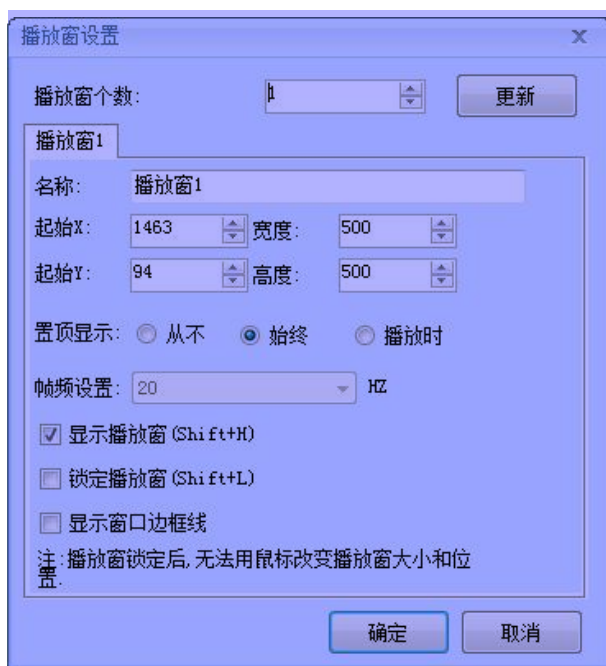 播放窗设置
播放窗个数: 1 更新
播放窗1
名称: 播放窗1
起始X: 1463 宽度: 500
起始Y: 94 高度: 500
置顶显示: 从不 始终 播放时
帧频设置: 20 HZ
显示播放窗(Shift+H)
锁定播放窗(Shift+L)
显示窗口边框线
注:播放窗锁定后,无法用鼠标改变播放窗大小和位
置.
确定 取消